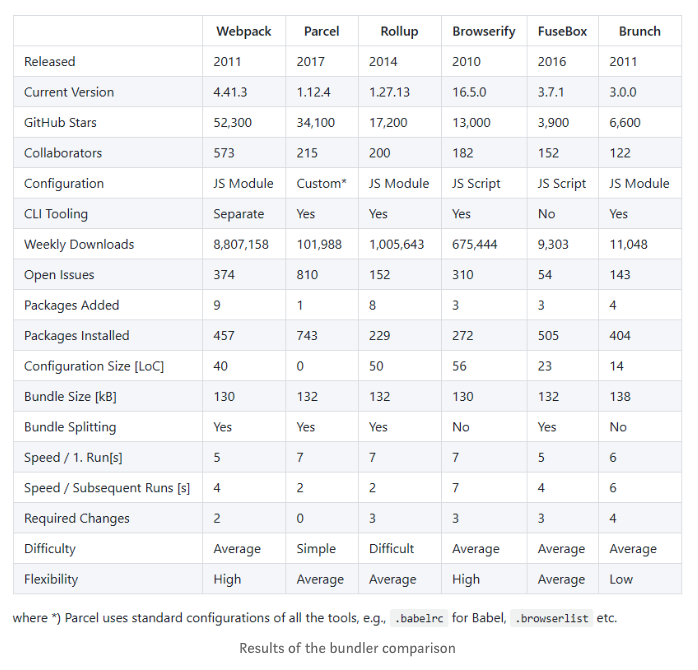 Webpack Parcel Rollup Browserify FuseBox Brunch
Released 2011 2017 2014 2010 2016 2011
Current Version 4.41.3 1.12.4 1.27.13 16.5.0 3.7.1 3.0.0
GitHub Stars 52,300 34,100 17,200 13,000 3,900 6,600
Collaborators 573 215 200 182 152 122
Configuration JS Module Custom* JS Module JS Script JS Script JS Module
CLI Tooling Separate Yes Yes Yes No Yes
Weekly Downloads 8,807,158 101,988 1,005,643 675,444 9,303 11,048
Open Issues 374 810 152 310 54 143
Packages Added 9 1 8 3 3 4
Packages Installed 457 743 229 272 505 404
Configuration Size [LoC] 40 0 50 56 23 14
Bundle Size [kB] 130 132 132 130 132 138
Bundle Splitting Yes Yes Yes No Yes No
Speed / 1. Run[s] 5 7 7 7 5 6
Speed / Subsequent Runs [s] 4 2 2 7 4 6
Required Changes 2 0 3 3 3 4
Difficulty Average Simple Difficult Average Average Average
Flexibility High Average Average High Average Low
where *) Parcel uses standard configurations of all the tools, e.g., .babelrc for Babel, .browserlist etc.
Results of the bundler comparison